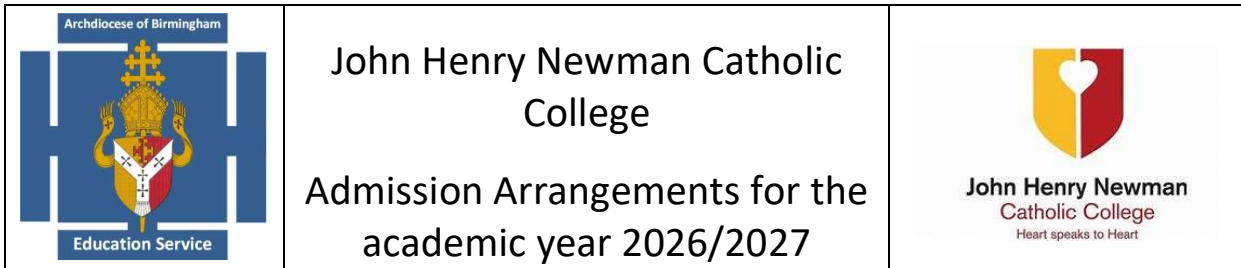 Archdiocese of Birmingham
Education Service
John Henry Newman Catholic
College
Admission Arrangements for the
academic year 2026/2027
John Henry Newman
Catholic College
Heart speaks to Heart